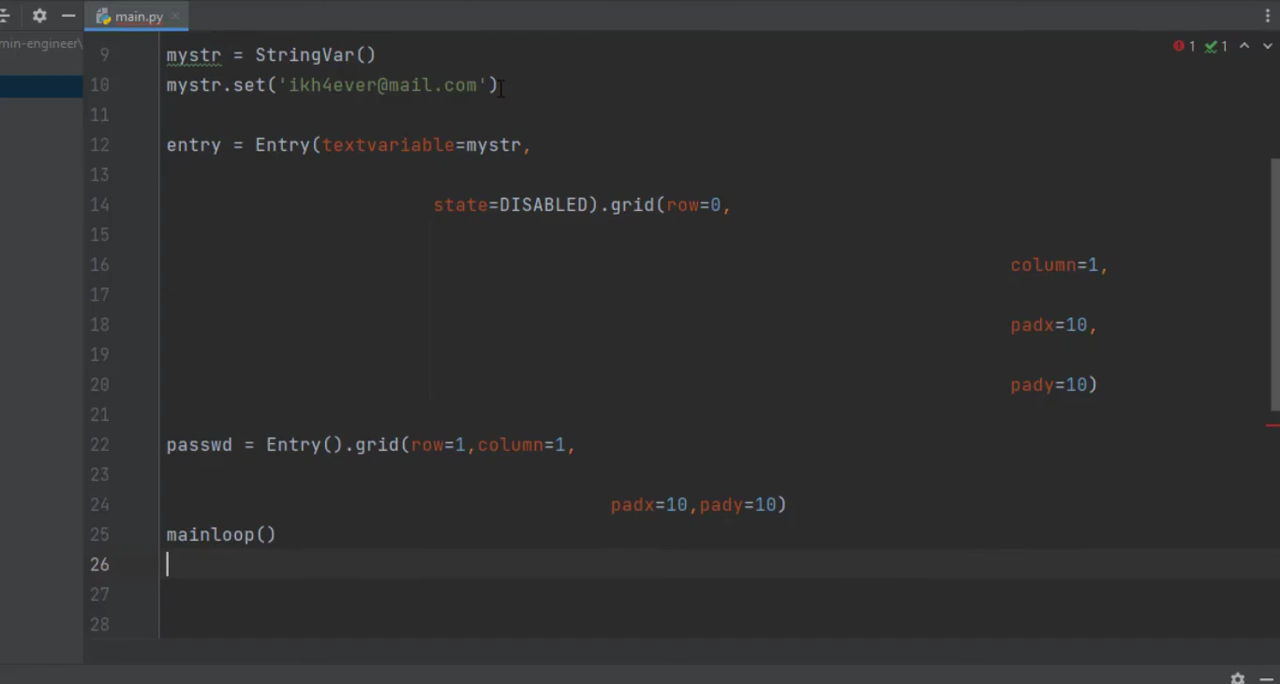 main.py
min-engineer\
1 1
9 mystr = StringVar()
10 mystr.set('ikh4ever@mail.com')
11
12 entry = Entry(textvariable=mystr,
13
14 state=DISABLED).grid(row=0,
15
16 column=1,
17
18 padx=10,
19
20 pady=10)
21
22 passwd = Entry().grid(row=1,column=1,
23
24 padx=10,pady=10)
25 mainloop()
26
27
28